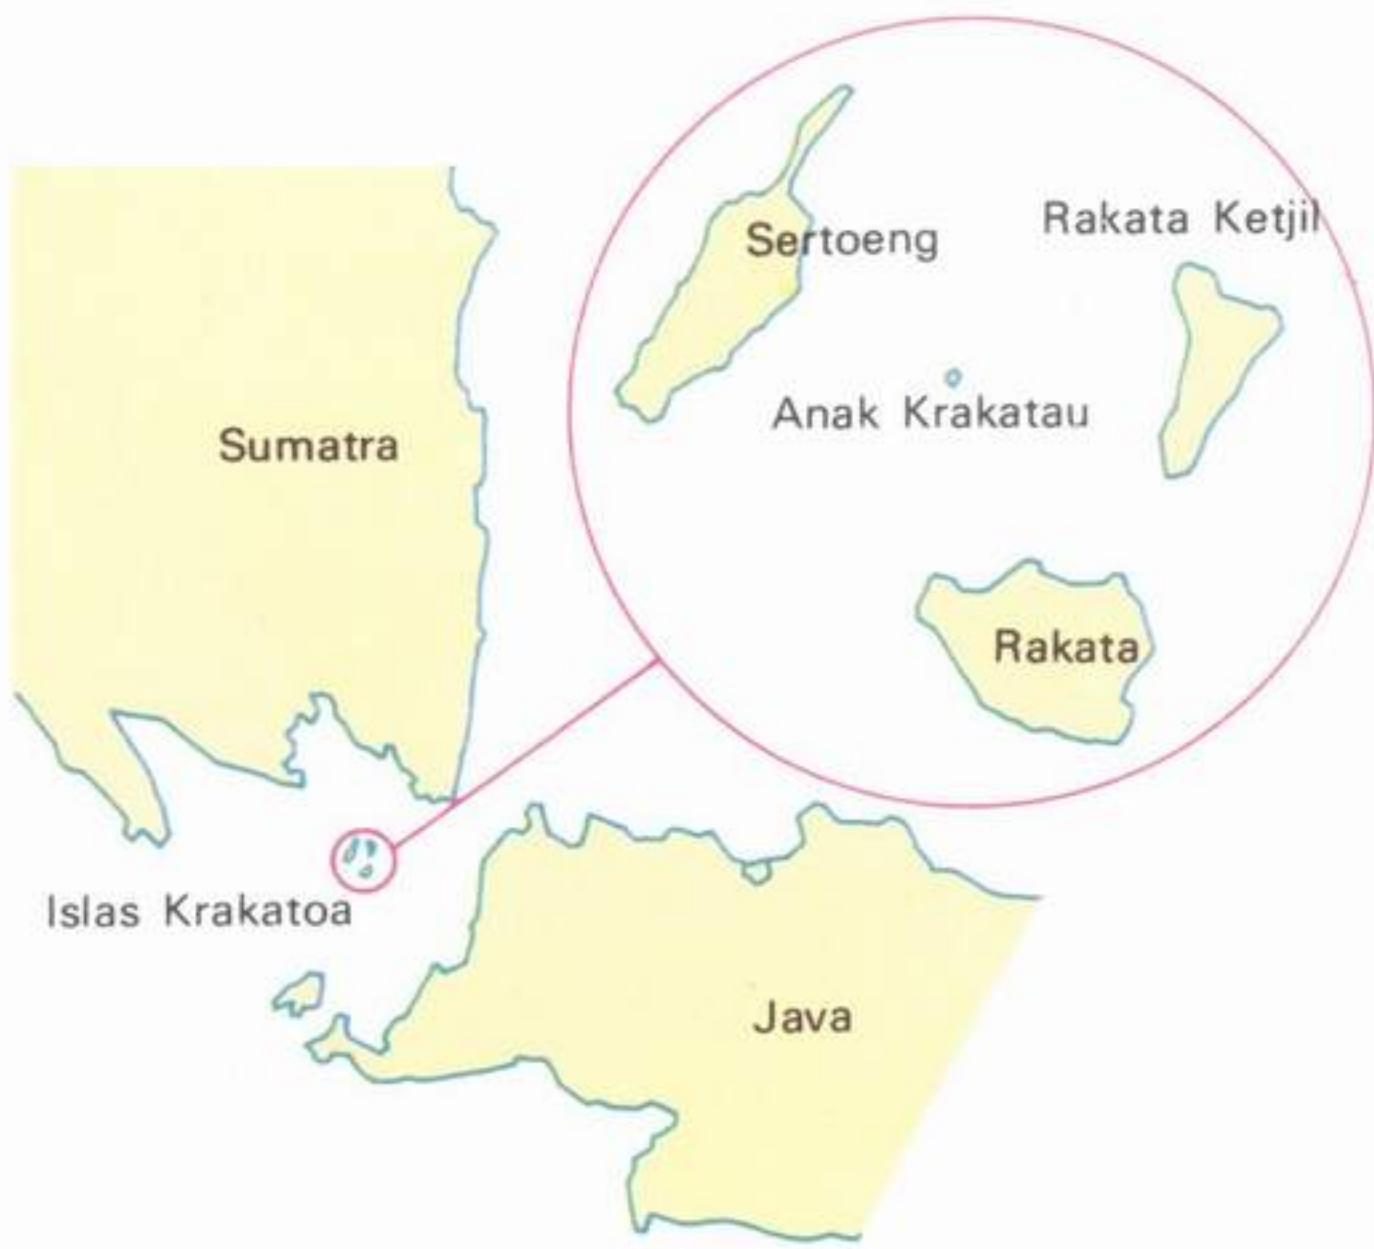 Rakata Ketjil
Sertoeng
Anak Krakatau
Sumatra
Rakata
Islas Krakatoa
Java